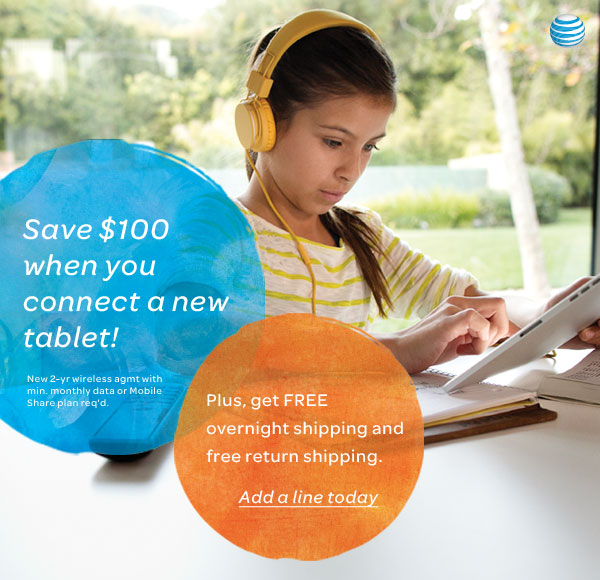 Save $100
when you
connect a new
tablet!
New 2-yr wireless agmt with
min. monthly data or Mobile
Share plan req'd.
Plus, get FREE
overnight shipping and
free return shipping.
Add a line today